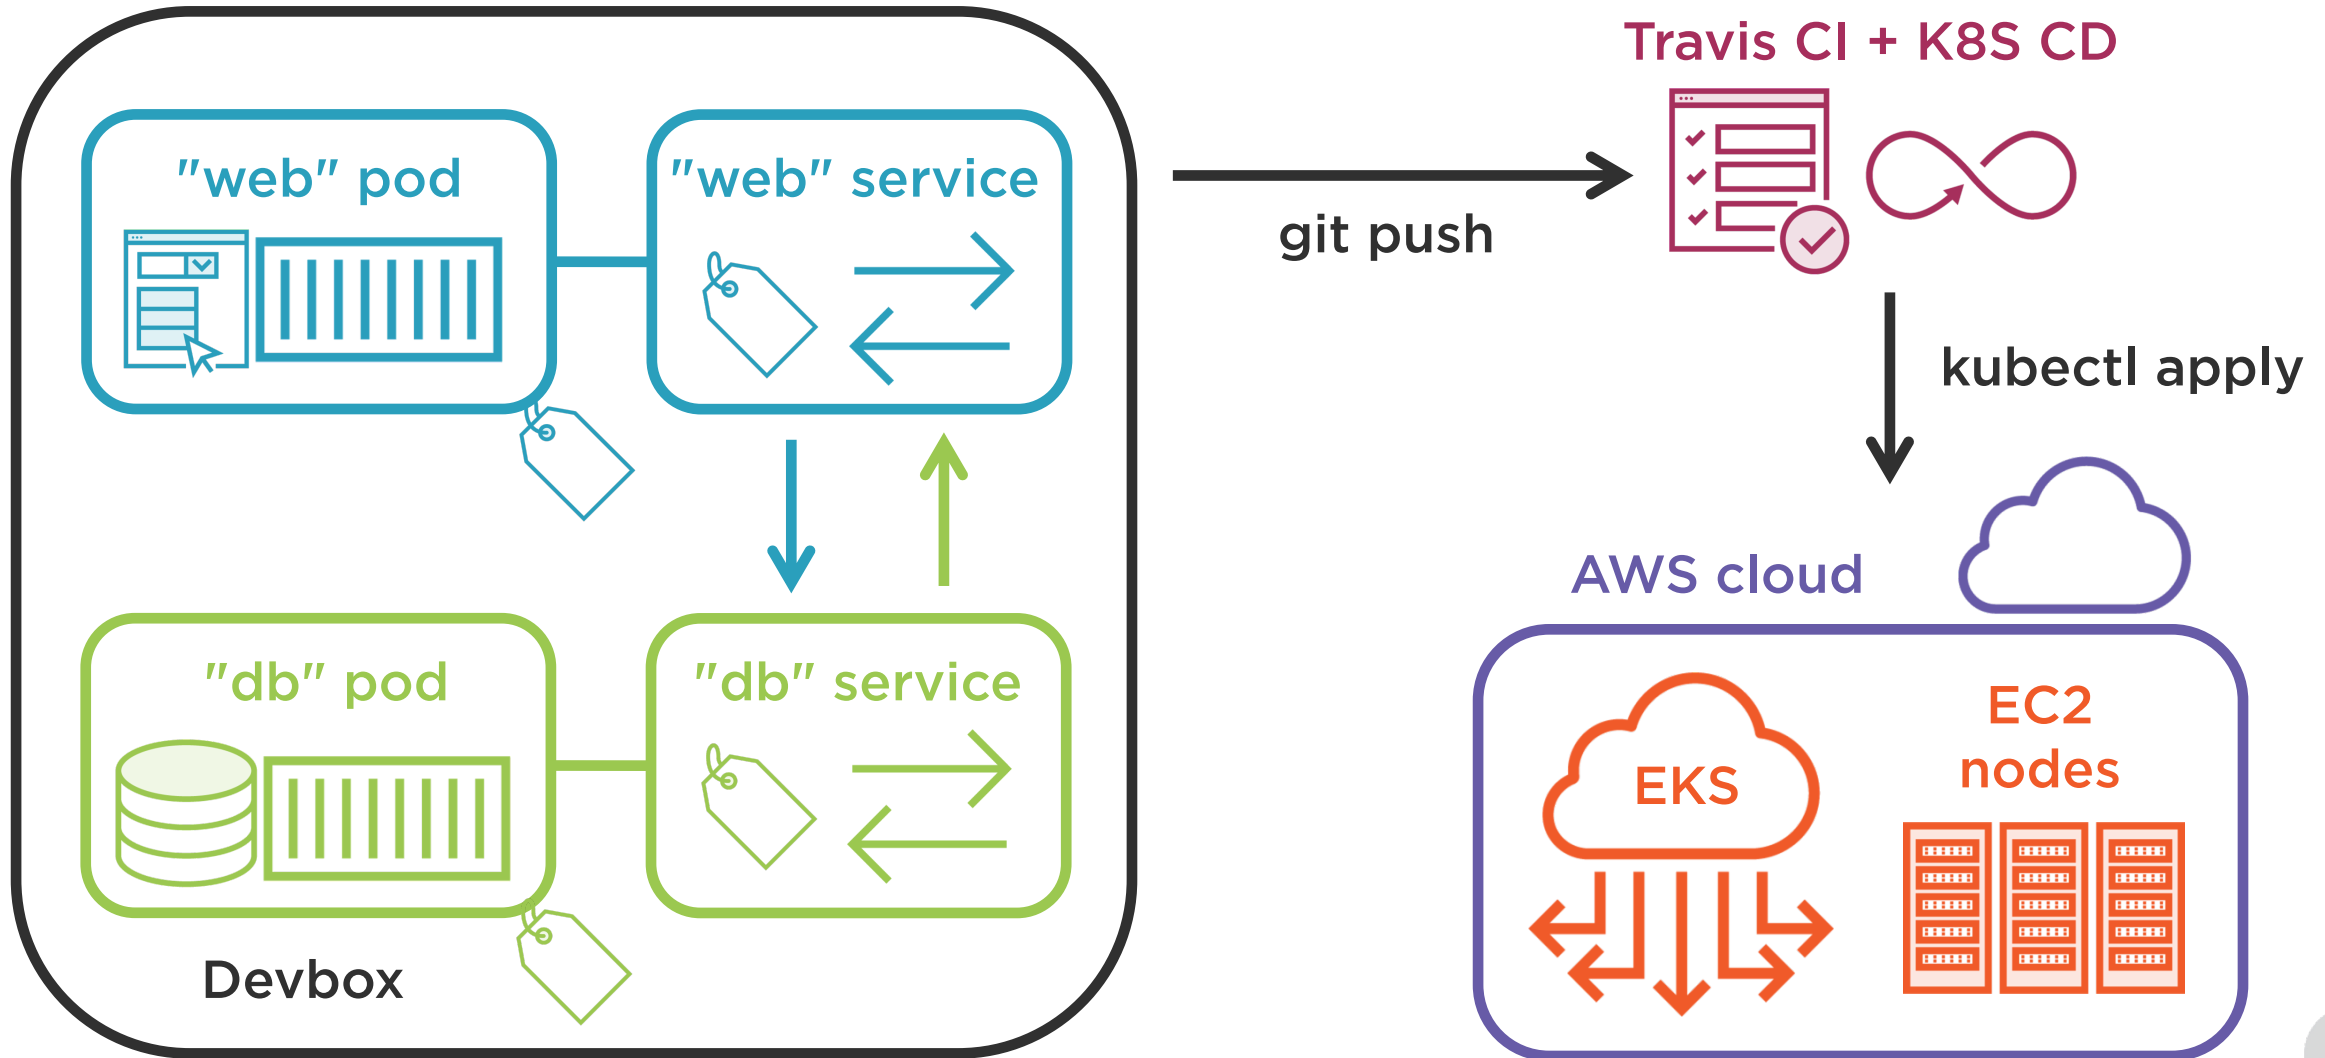 Travis CI + K8S CD
"web" pod
"web" service
git push
kubectl apply
AWS cloud
"db" pod
"db" service
EC2
nodes
EKS
Devbox